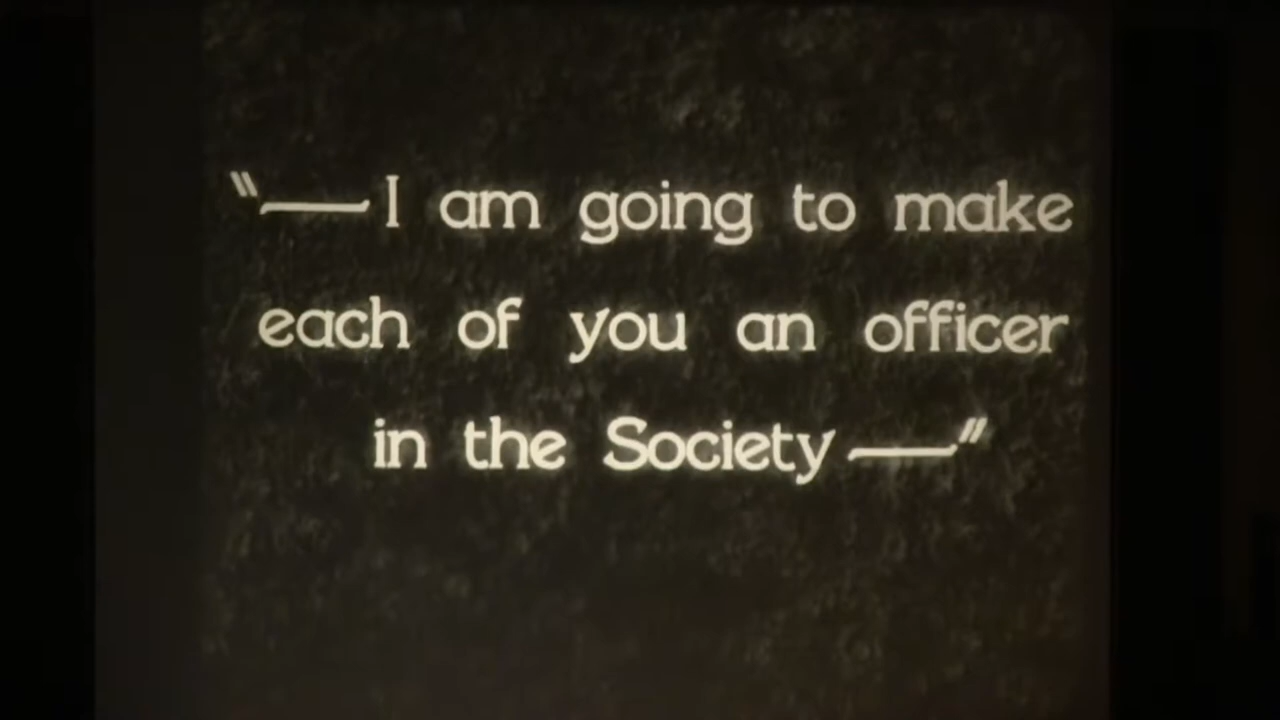 "—I am going to make
each of you an officer
in the Society—"